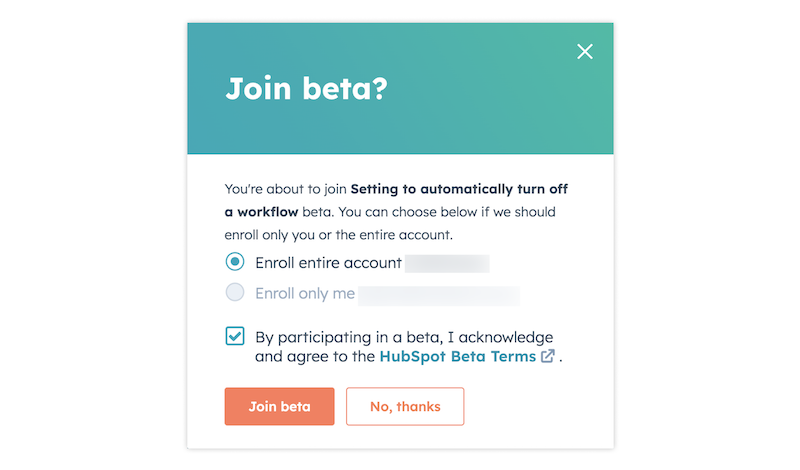 Join beta?
You're about to join Setting to automatically turn off
a workflow beta. You can choose below if we should
enroll only you or the entire account.
Enroll entire account
Enroll only me
By participating in a beta, I acknowledge
and agree to the HubSpot Beta Terms .
Join beta
No, thanks